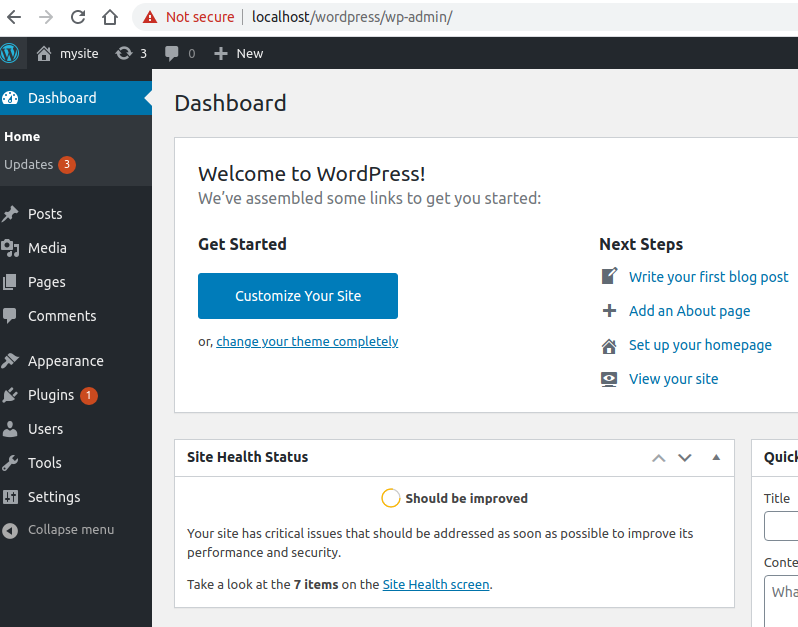 Not secure | localhost/wordpress/wp-admin/
mysite 3 0 New
Dashboard
Home
Updates 3
Posts
Media
Pages
Comments
Appearance
Plugins 1
Users
Tools
Settings
Collapse menu
Dashboard
Welcome to WordPress!
We've assembled some links to get you started:
Get Started
Customize Your Site
or, change your theme completely
Next Steps
Write your first blog post
Add an About page
Set up your homepage
View your site
Site Health Status
Should be improved
Your site has critical issues that should be addressed as soon as possible to improve its
performance and security.
Take a look at the 7 items on the Site Health screen.
Quick
Title
Conte
Wha